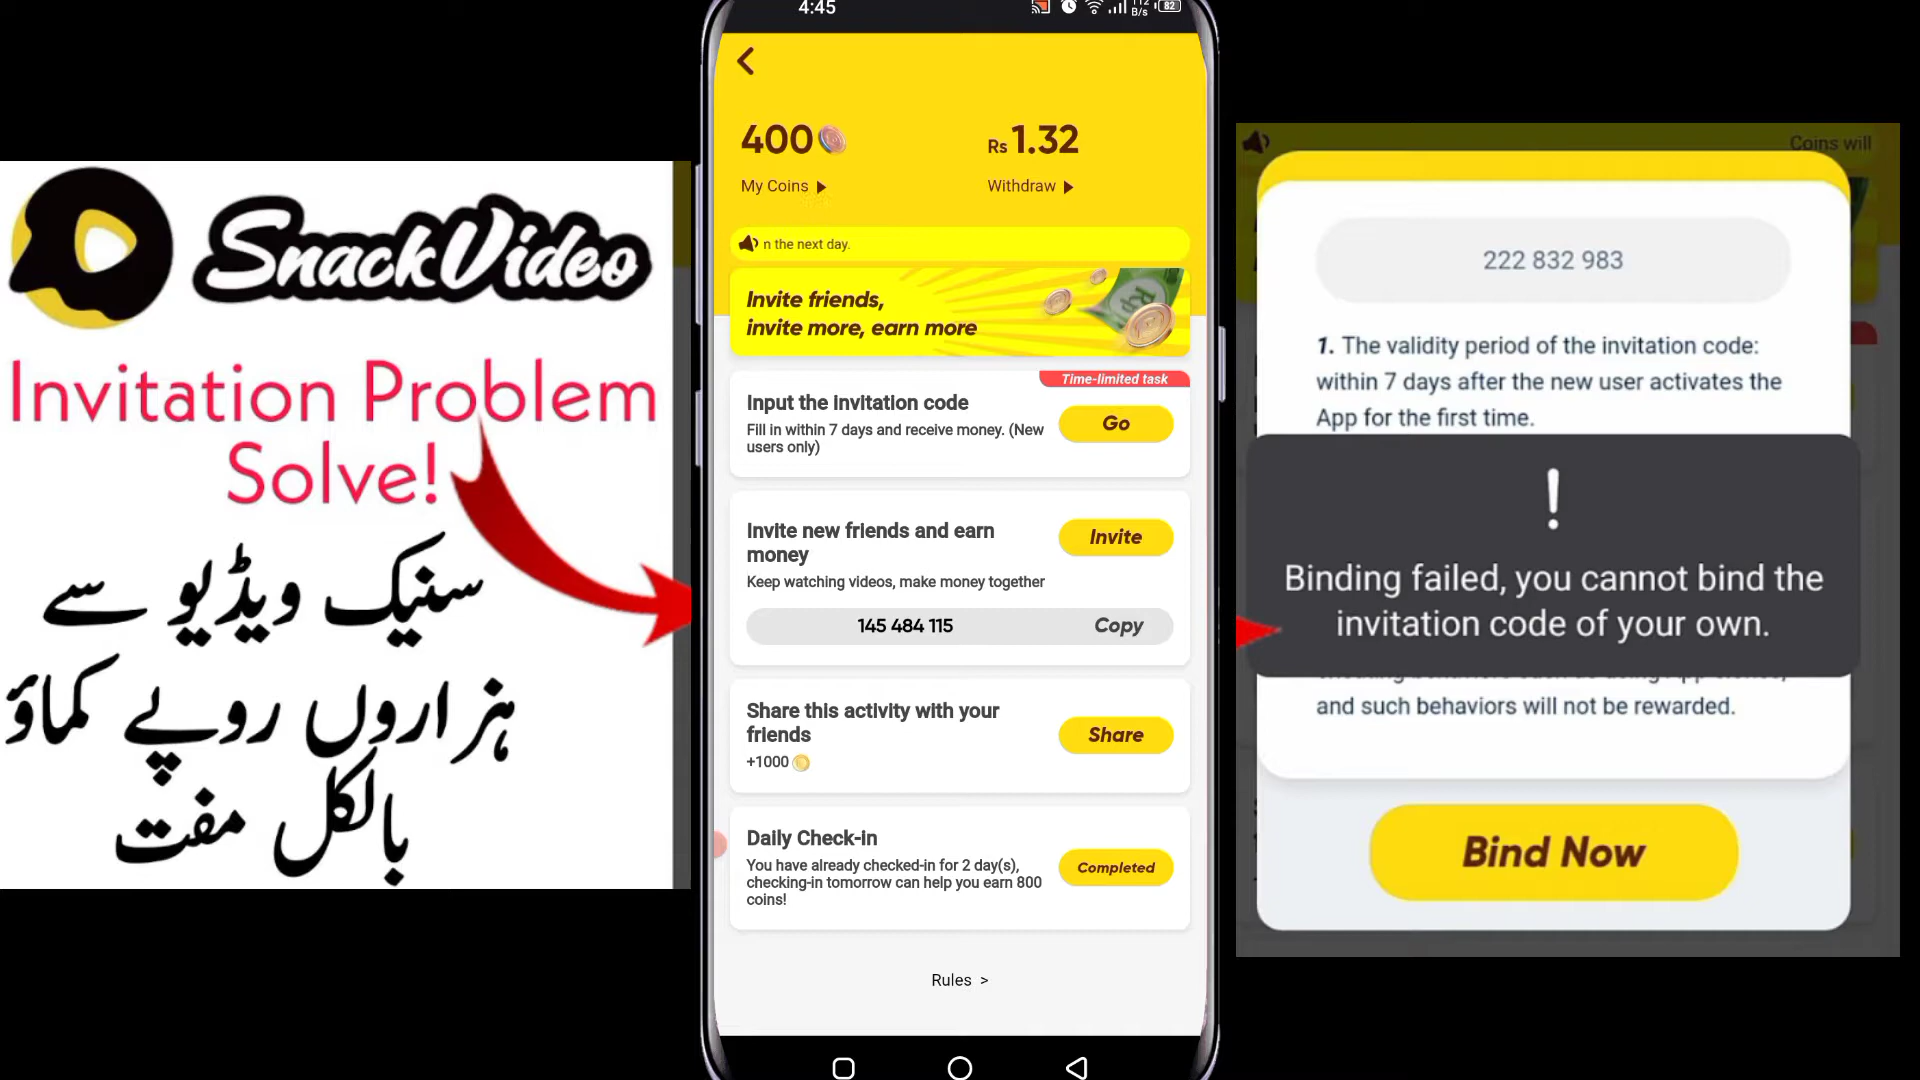 SnackVideo
Invitation Problem
Solve!
سنیک ویڈیو سے
ہزاروں روپے کماؤ
بالکل مفت
4:45
B/s
82
400
Rs 1.32
My Coins
Withdraw
n the next day.
Invite friends,
invite more, earn more
Time-limited task
Input the invitation code
Go
Fill in within 7 days and receive money. (New
users only)
Invite new friends and earn
money
Invite
Keep watching videos, make money together
145 484 115
Copy
Share this activity with your
friends
Share
+1000
Daily Check-in
You have already checked-in for 2 day(s),
checking-in tomorrow can help you earn 800
coins!
Completed
Rules >
Coins will
222 832 983
1. The validity period of the invitation code:
within 7 days after the new user activates the
App for the first time.
!
Binding failed, you cannot bind the
invitation code of your own.
and such behaviors will not be rewarded.
Bind Now